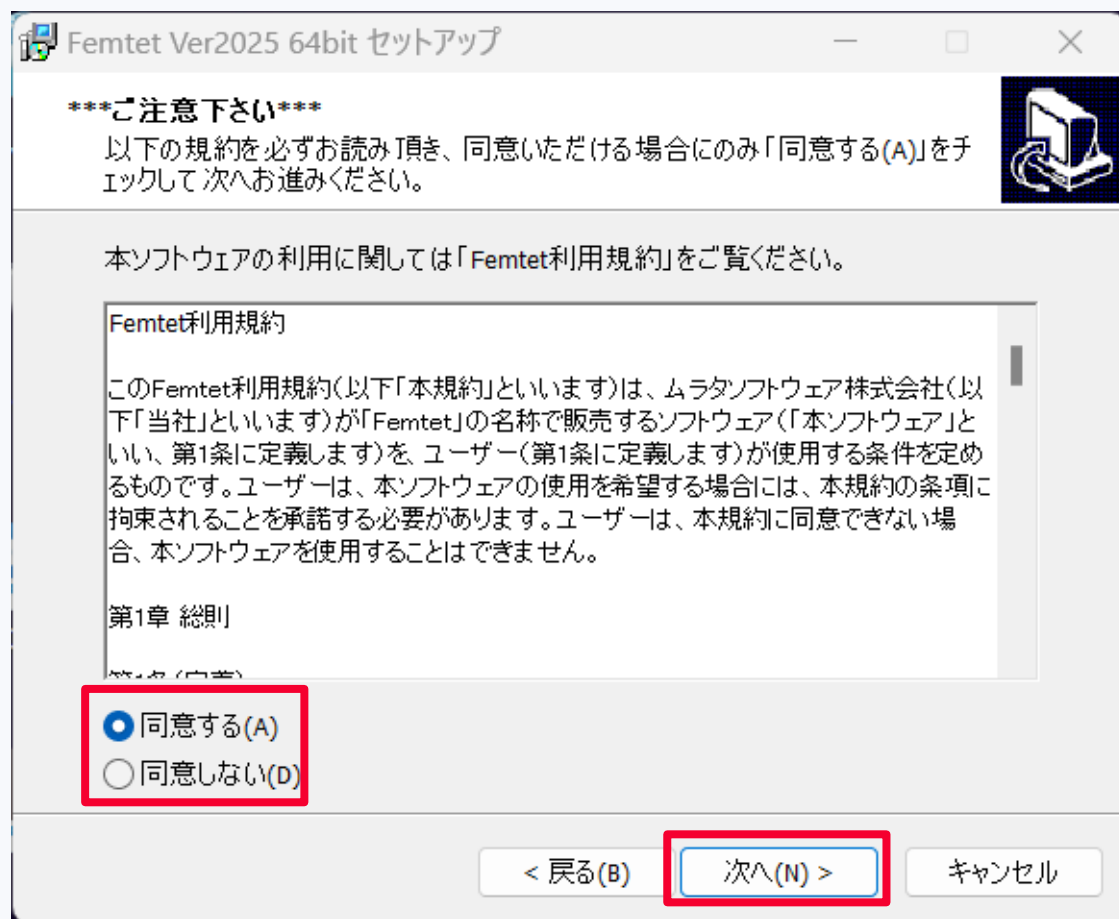 Femtet Ver2025 64bit セットアップ
***ご注意下さい***
以下の規約を必ずお読み頂き、同意いただける場合にのみ「同意する(A)」をチ
ェックして次へお進みください。
本ソフトウェアの利用に関しては「Femtet利用規約」をご覧ください。
Femtet利用規約
このFemtet利用規約(以下「本規約」といいます)は、ムラタソフトウェア株式会社(以
下「当社」といいます)が「Femtet」の名称で販売するソフトウェア(「本ソフトウェア」と
いい、第1条に定義します)を、ユーザー(第1条に定義します)が使用する条件を定め
るものです。ユーザーは、本ソフトウェアの使用を希望する場合には、本規約の条項に
拘束されることを承諾する必要があります。ユーザーは、本規約に同意できない場
合、本ソフトウェアを使用することはできません。
第1章 総則
同意する(A)
同意しない(D)
< 戻る(B)
次へ(N) >
キャンセル